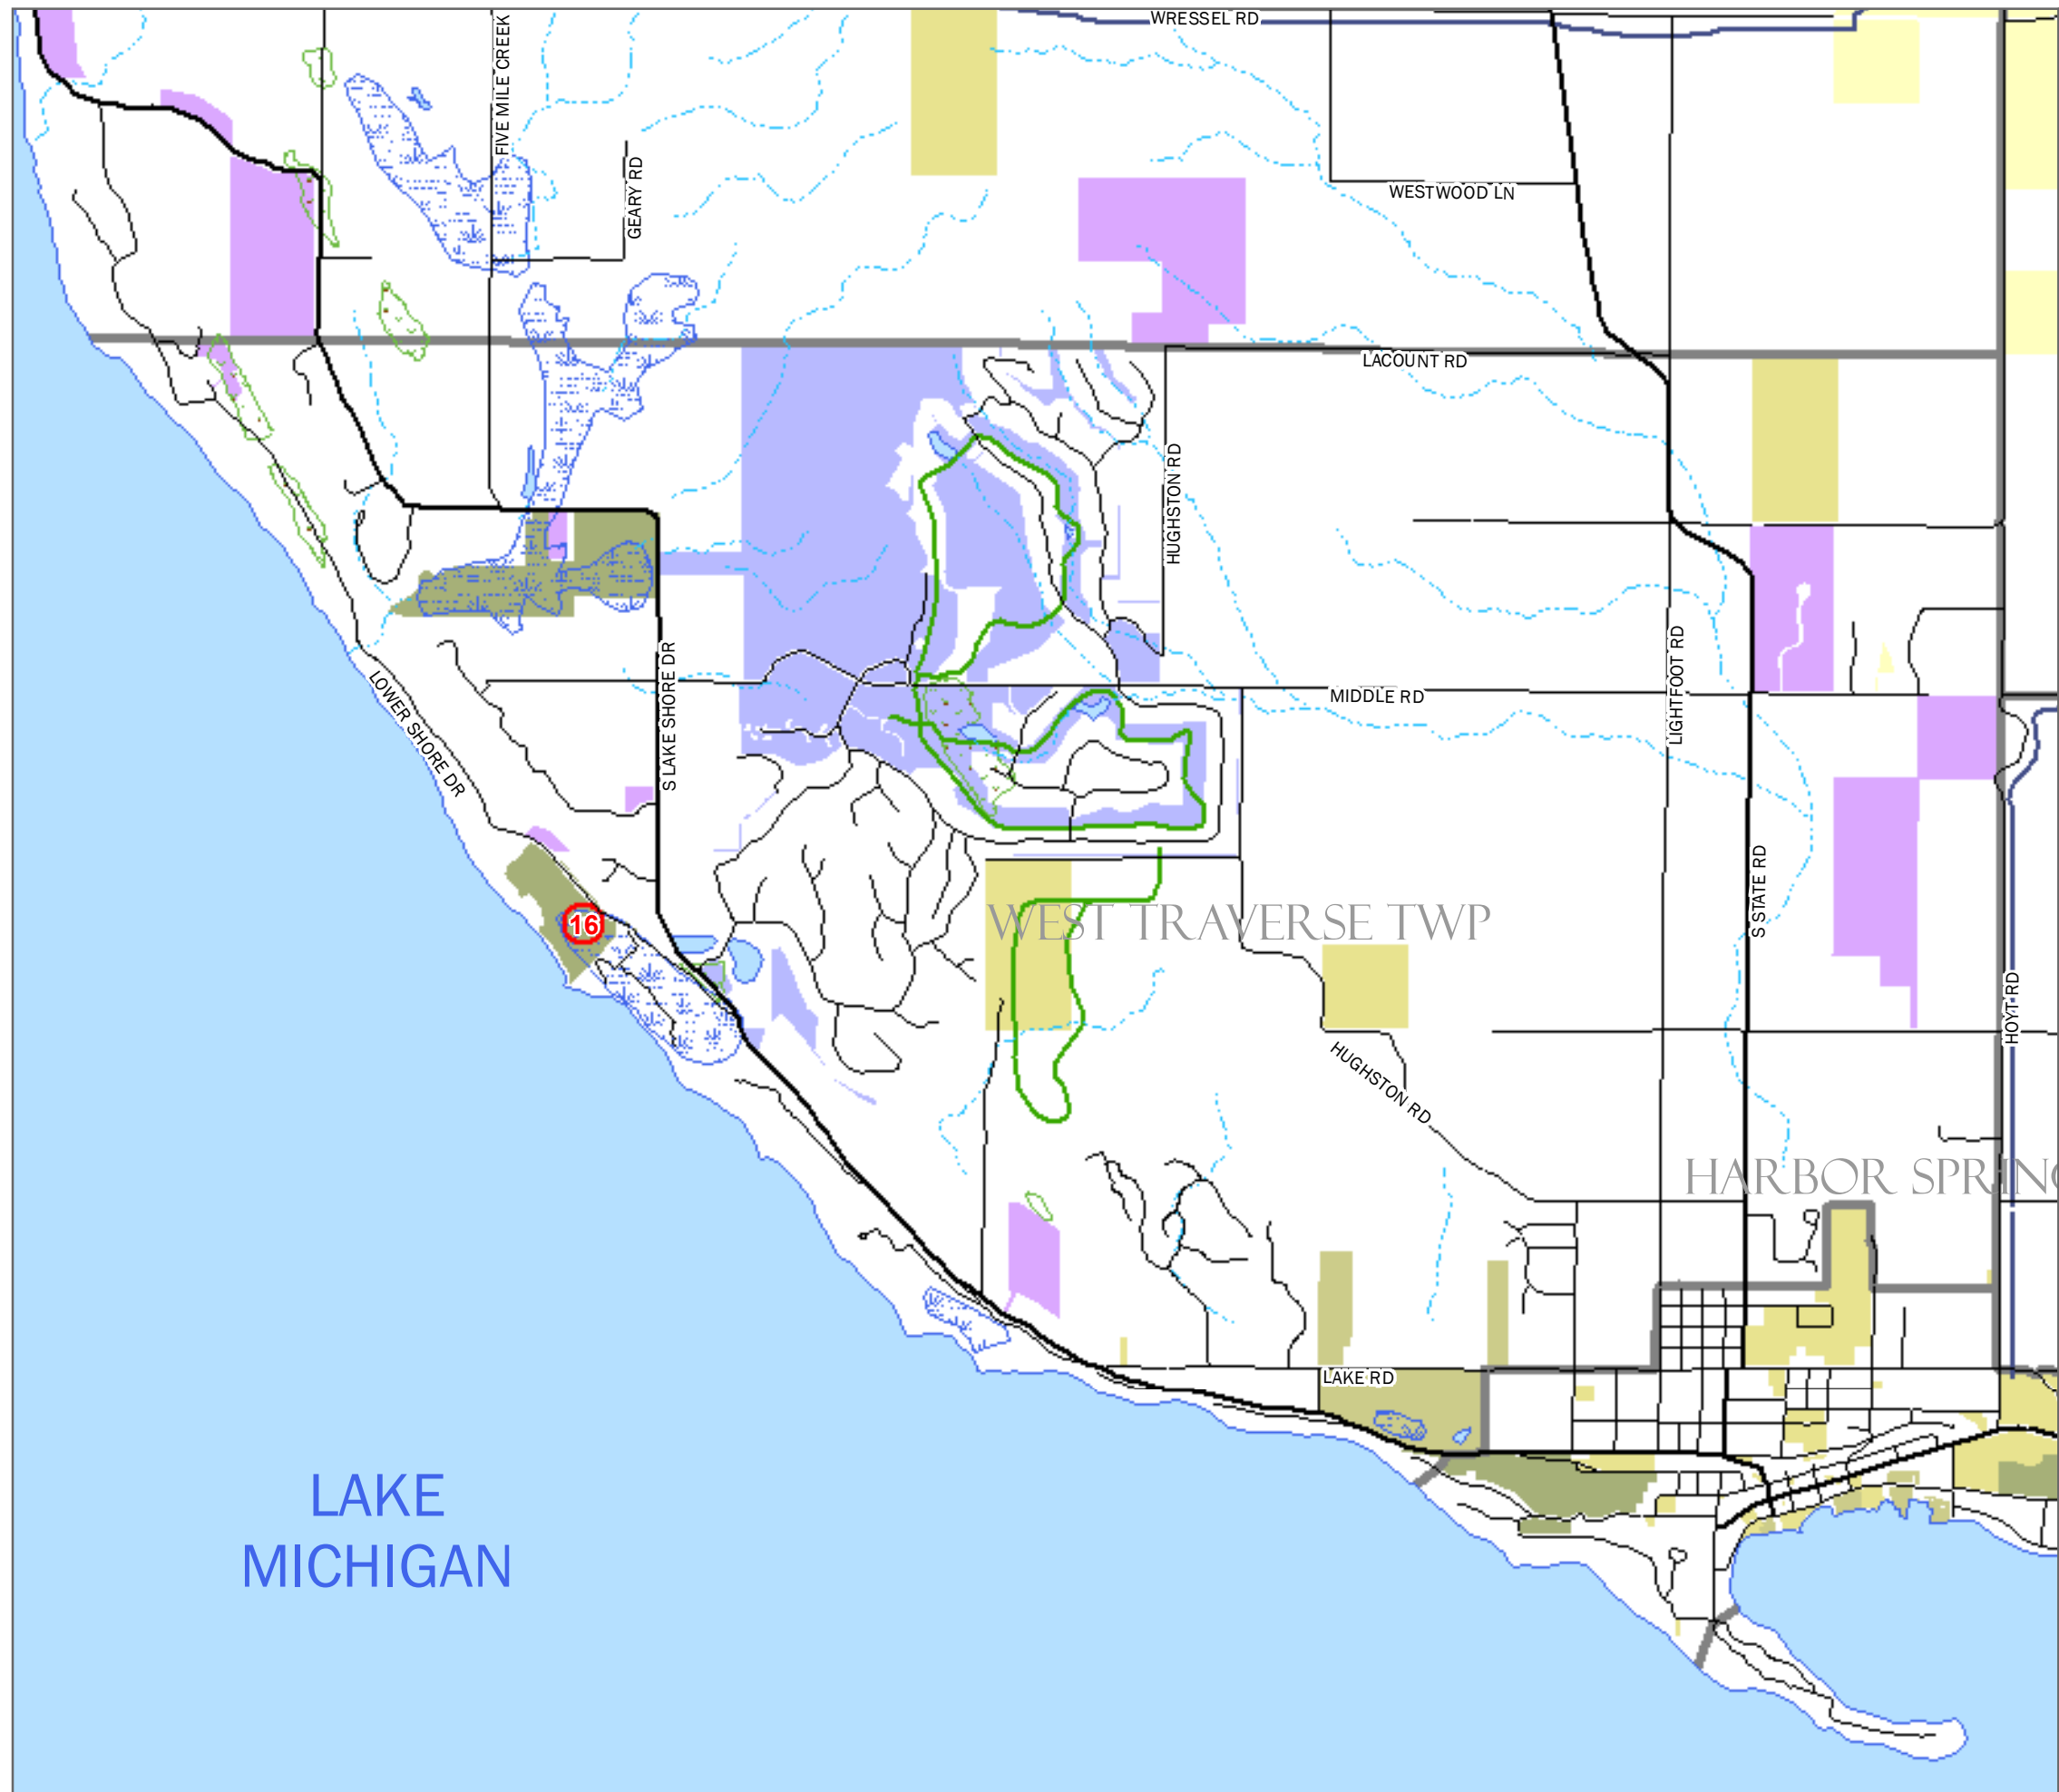 WRESSEL RD
FIVE MILE CREEK
GEARY RD
WESTWOOD LN
LACOUNT RD
HUGHSTON RD
LIGHTFOOT RD
S LAKE SHORE DR
MIDDLE RD
LOWER SHORE DR
S STATE RD
16
WEST TRAVERSE TWP
HOYT RD
HUGHSTON RD
HARBOR SPRING
LAKE RD
LAKE
MICHIGAN